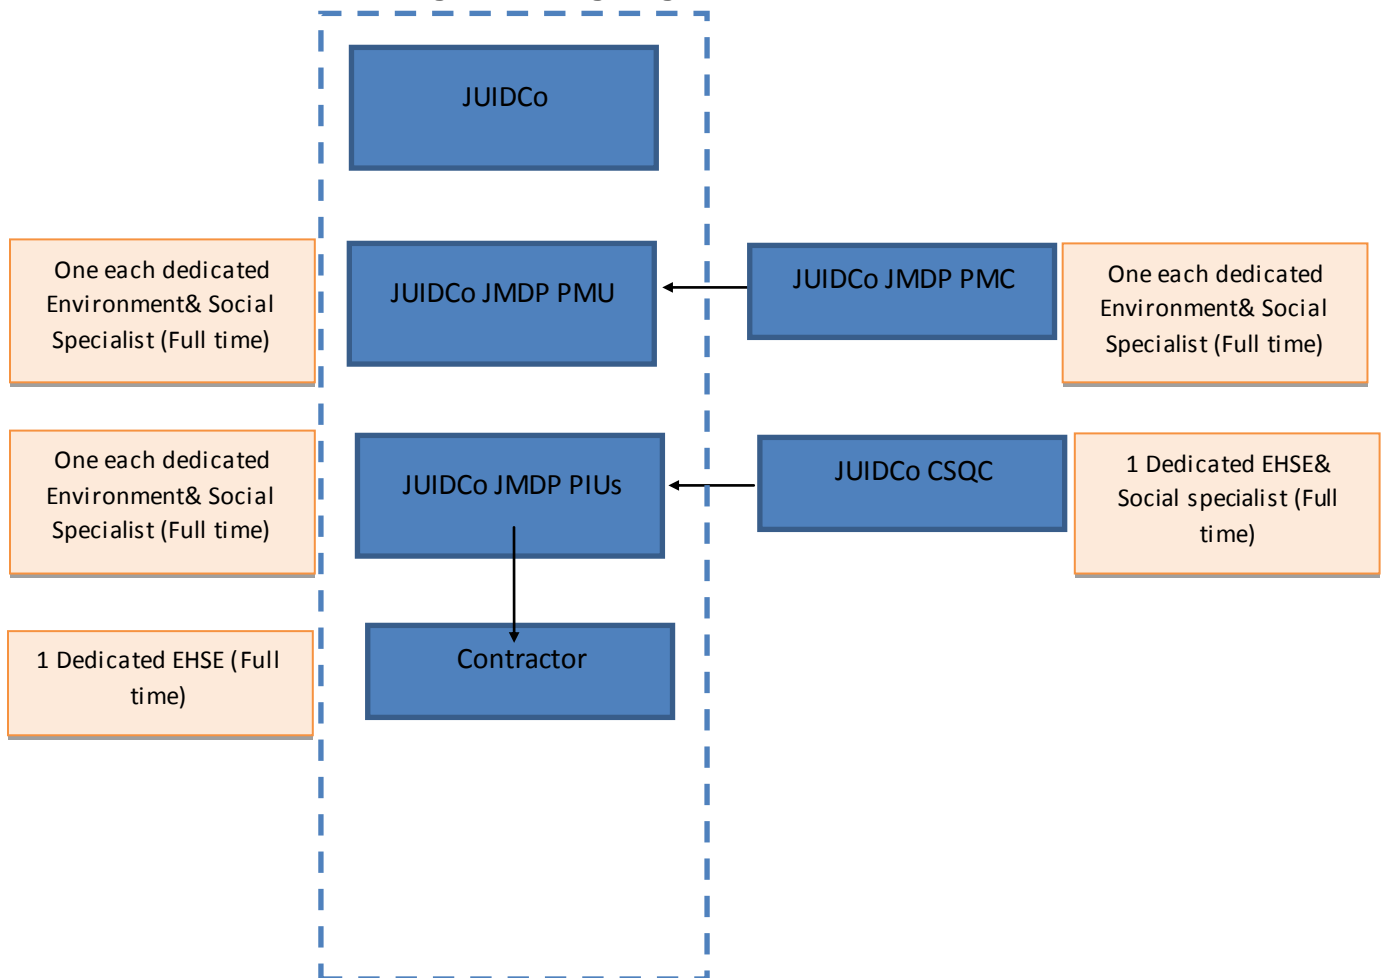 JUIDCo
One each dedicated
Environment& Social
Specialist (Full time)
JUIDCo JMDP PMU
JUIDCo JMDP PMC
One each dedicated
Environment& Social
Specialist (Full time)
One each dedicated
Environment& Social
Specialist (Full time)
JUIDCo JMDP PIUs
JUIDCo CSQC
1 Dedicated EHSE&
Social specialist (Full
time)
1 Dedicated EHSE (Full
time)
Contractor